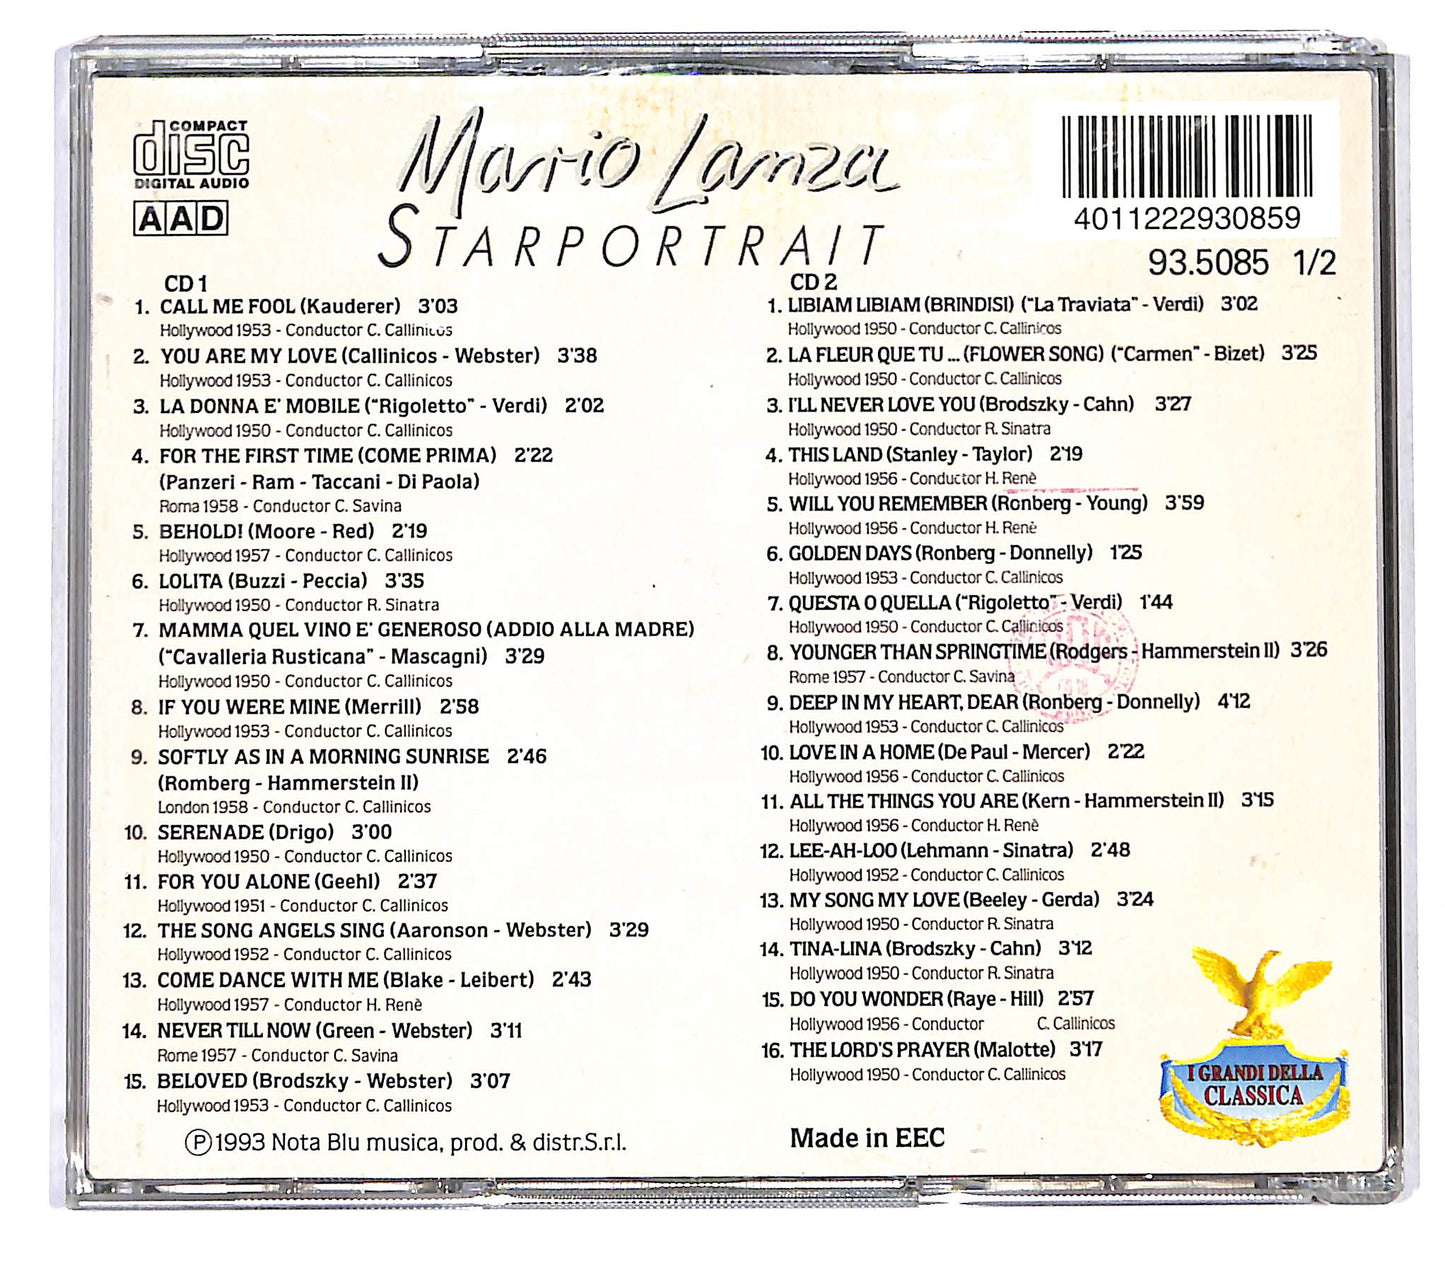 COMPACT
disc
DIGITAL AUDIO
AAD
Mario Lanza
STARPORTRAIT
4011222930859
93.5085 1/2
CD 1
1. CALL ME FOOL (Kauderer) 3'03
Hollywood 1953 - Conductor C. Callinicos
2. YOU ARE MY LOVE (Callinicos - Webster) 3'38
Hollywood 1953 - Conductor C. Callinicos
3. LA DONNA E' MOBILE ("Rigoletto" - Verdi) 2'02
Hollywood 1950 - Conductor C. Callinicos
4. FOR THE FIRST TIME (COME PRIMA) 2'22
(Panzeri - Ram - Taccani - Di Paola)
Roma 1958 - Conductor C. Savina
5. BEHOLD! (Moore - Red) 2'19
Hollywood 1957 - Conductor C. Callinicos
6. LOLITA (Buzzi - Peccia) 3'35
Hollywood 1950 - Conductor R. Sinatra
7. MAMMA QUEL VINO E' GENEROSO (ADDIO ALLA MADRE)
("Cavalleria Rusticana" - Mascagni) 3'29
Hollywood 1950 - Conductor C. Callinicos
8. IF YOU WERE MINE (Merrill) 2'58
Hollywood 1953 - Conductor C. Callinicos
9. SOFTLY AS IN A MORNING SUNRISE 2'46
(Romberg - Hammerstein II)
London 1958 - Conductor C. Callinicos
10. SERENADE (Drigo) 3'00
Hollywood 1950 - Conductor C. Callinicos
11. FOR YOU ALONE (Geehl) 2'37
Hollywood 1951 - Conductor C. Callinicos
12. THE SONG ANGELS SING (Aaronson - Webster) 3'29
Hollywood 1952 - Conductor C. Callinicos
13. COME DANCE WITH ME (Blake - Leibert) 2'43
Hollywood 1957 - Conductor H. Renè
14. NEVER TILL NOW (Green - Webster) 3'11
Rome 1957 - Conductor C. Savina
15. BELOVED (Brodszky - Webster) 3'07
Hollywood 1953 - Conductor C. Callinicos
℗ 1993 Nota Blu musica, prod. & distr.S.r.l.
CD 2
1. LIBIAM LIBIAM (BRINDISI) ("La Traviata" - Verdi) 3'02
Hollywood 1950 - Conductor C. Callinicos
2. LA FLEUR QUE TU ... (FLOWER SONG) ("Carmen" - Bizet) 3'25
Hollywood 1950 - Conductor C. Callinicos
3. I'LL NEVER LOVE YOU (Brodszky - Cahn) 3'27
Hollywood 1950 - Conductor R. Sinatra
4. THIS LAND (Stanley - Taylor) 2'19
Hollywood 1956 - Conductor H. Renè
5. WILL YOU REMEMBER (Ronberg - Young) 3'59
Hollywood 1956 - Conductor H. Renè
6. GOLDEN DAYS (Ronberg - Donnelly) 1'25
Hollywood 1953 - Conductor C. Callinicos
7. QUESTA O QUELLA ("Rigoletto" - Verdi) 1'44
Hollywood 1950 - Conductor C. Callinicos
8. YOUNGER THAN SPRINGTIME (Rodgers - Hammerstein II) 3'26
Rome 1957 - Conductor C. Savina
9. DEEP IN MY HEART, DEAR (Ronberg - Donnelly) 4'12
Hollywood 1953 - Conductor C. Callinicos
10. LOVE IN A HOME (De Paul - Mercer) 2'22
Hollywood 1956 - Conductor C. Callinicos
11. ALL THE THINGS YOU ARE (Kern - Hammerstein II) 3'15
Hollywood 1956 - Conductor H. Renè
12. LEE-AH-LOO (Lehmann - Sinatra) 2'48
Hollywood 1952 - Conductor C. Callinicos
13. MY SONG MY LOVE (Beeley - Gerda) 3'24
Hollywood 1950 - Conductor R. Sinatra
14. TINA-LINA (Brodszky - Cahn) 3'12
Hollywood 1950 - Conductor R. Sinatra
15. DO YOU WONDER (Raye - Hill) 2'57
Hollywood 1956 - Conductor C. Callinicos
16. THE LORD'S PRAYER (Malotte) 3'17
Hollywood 1950 - Conductor C. Callinicos
Made in EEC
I GRANDI DELLA
CLASSICA